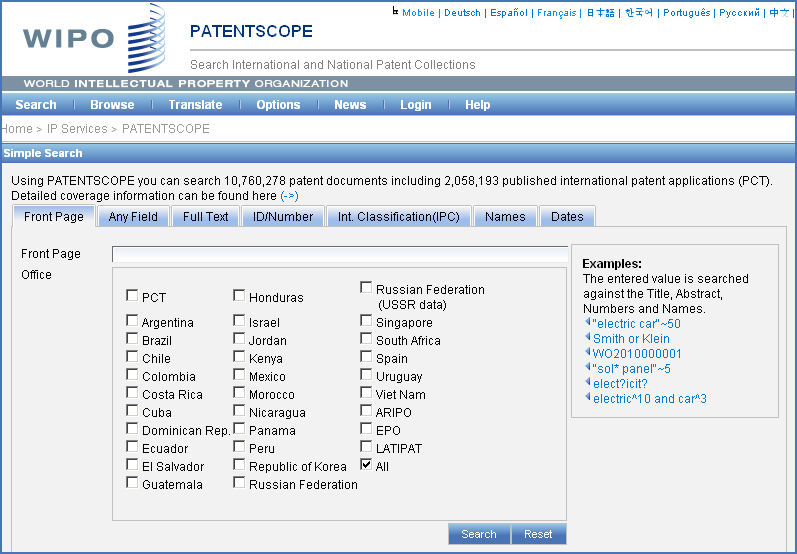 Mobile | Deutsch | Español | Français | 日本語 | 한국어 | Português | Русский | 中文 |
WIPO
PATENTSCOPE
Search International and National Patent Collections
WORLD INTELLECTUAL PROPERTY ORGANIZATION
Search | Browse | Translate | Options | News | Login | Help
Home > IP Services > PATENTSCOPE
Simple Search
Using PATENTSCOPE you can search 10,760,278 patent documents including 2,058,193 published international patent applications (PCT).
Detailed coverage information can be found here (->)
Front Page Any Field Full Text ID/Number Int. Classification(IPC) Names Dates
Front Page
Office
PCT Honduras Russian Federation
(USSR data)
Argentina Israel Singapore
Brazil Jordan South Africa
Chile Kenya Spain
Colombia Mexico Uruguay
Costa Rica Morocco Viet Nam
Cuba Nicaragua ARIPO
Dominican Rep. Panama EPO
Ecuador Peru LATIPAT
El Salvador Republic of Korea All
Guatemala Russian Federation
Examples:
The entered value is searched
against the Title, Abstract,
Numbers and Names.
"electric car"~50
Smith or Klein
WO2010000001
"sol* panel"~5
elect?icit?
electric^10 and car^3
Search Reset